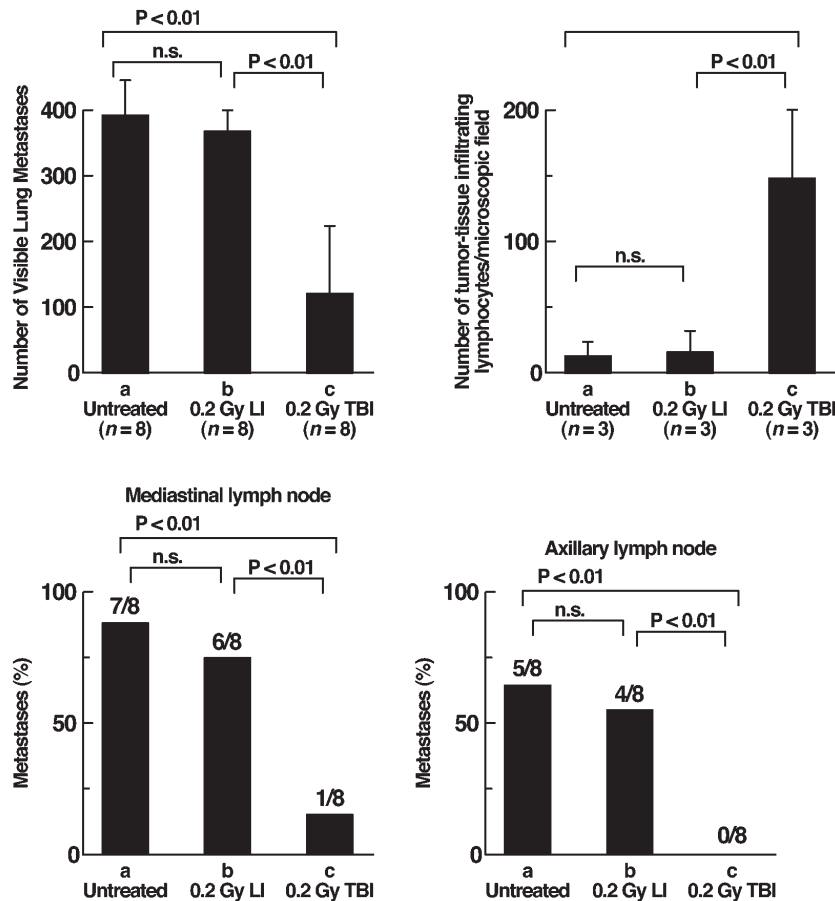 P < 0.01
n.s.
P < 0.01
Number of Visible Lung Metastases
400
300
200
100
0
a
Untreated
(n = 8)
b
0.2 Gy LI
(n = 8)
c
0.2 Gy TBI
(n = 8)
P < 0.01
n.s.
Number of tumor-tissue infiltrating
lymphocytes/microscopic field
200
100
0
a
Untreated
(n = 3)
b
0.2 Gy LI
(n = 3)
c
0.2 Gy TBI
(n = 3)
Mediastinal lymph node
P < 0.01
n.s.
P < 0.01
Metastases (%)
100
50
0
7/8
6/8
1/8
a
Untreated
b
0.2 Gy LI
c
0.2 Gy TBI
Axillary lymph node
P < 0.01
n.s.
P < 0.01
Metastases (%)
100
50
0
5/8
4/8
0/8
a
Untreated
b
0.2 Gy LI
c
0.2 Gy TBI